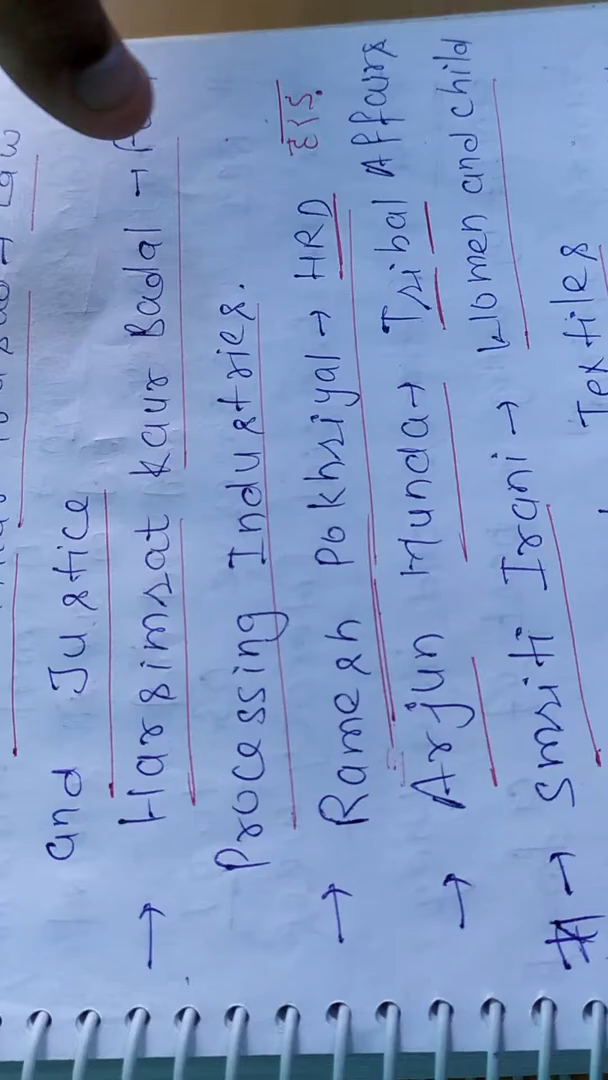 Law
and Justice
→ Harsimrat Kaur Badal →
Processing Industries.
→ Ramesh Pokhriyal → HRD
→ Arjun Munda → Tribal Affairs
→ Smriti Irani → Women and child
Textiles